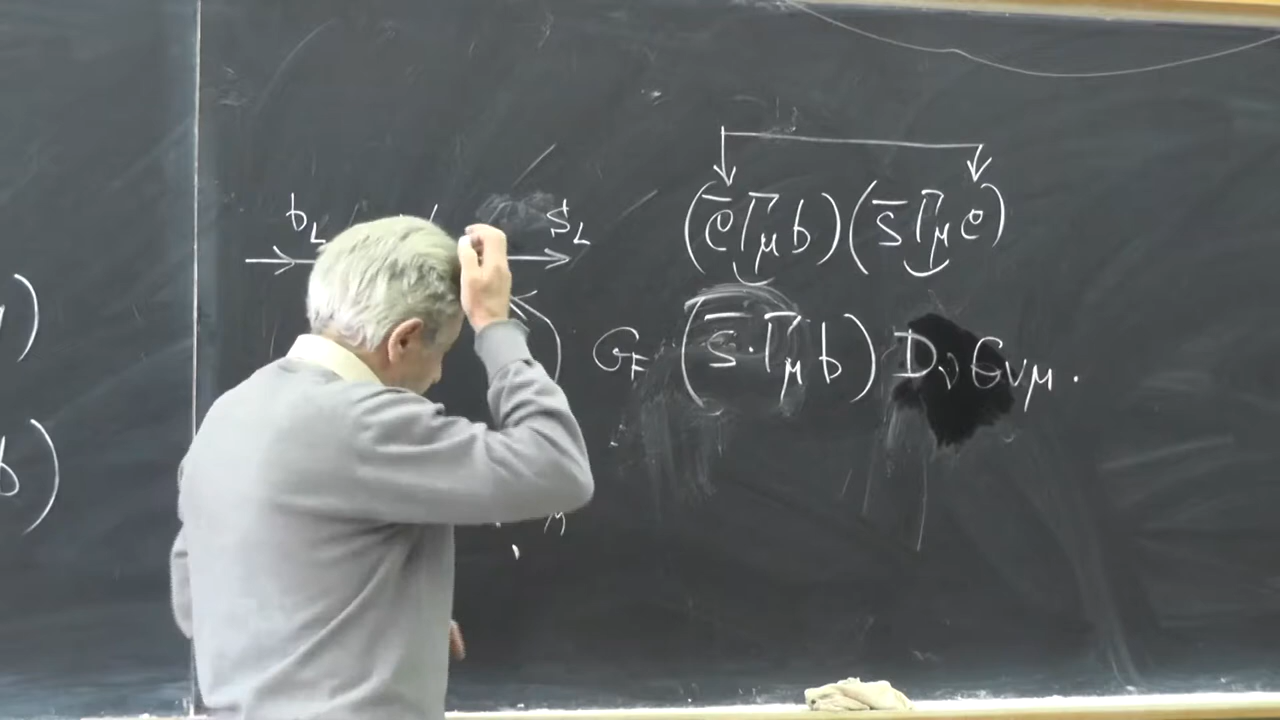 b_L S_L
(c̄ Γ_μ b)(s̄ Γ_μ c)
G_F (s̄ · Γ_μ b) D_ν G_νμ .
)
b)
M